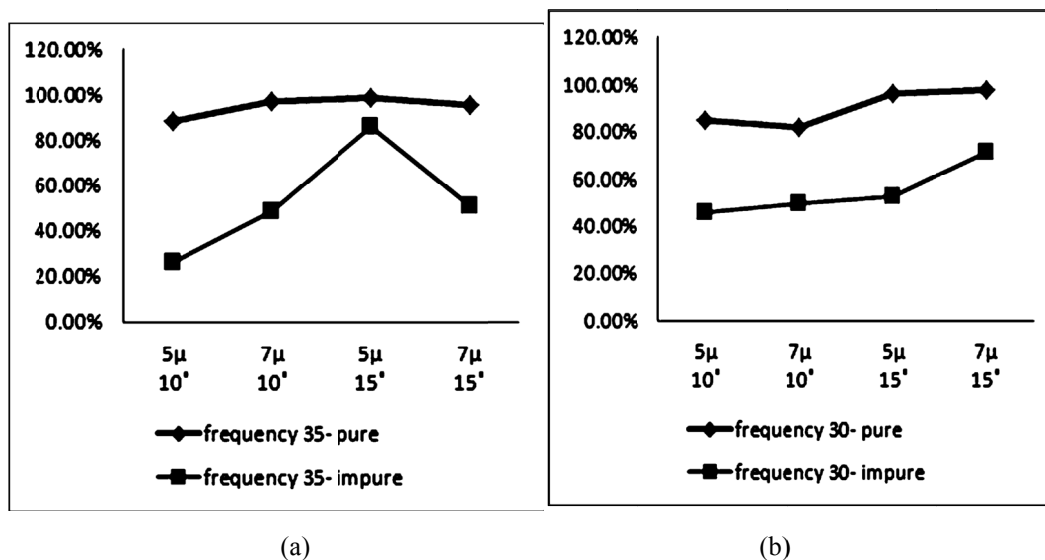 120.00%
100.00%
80.00%
60.00%
40.00%
20.00%
0.00%
5µ 7µ 5µ 7µ
10° 10° 15° 15°
frequency 35- pure
frequency 35- impure
(a)
120.00%
100.00%
80.00%
60.00%
40.00%
20.00%
0.00%
5µ 7µ 5µ 7µ
10° 10° 15° 15°
frequency 30- pure
frequency 30- impure
(b)